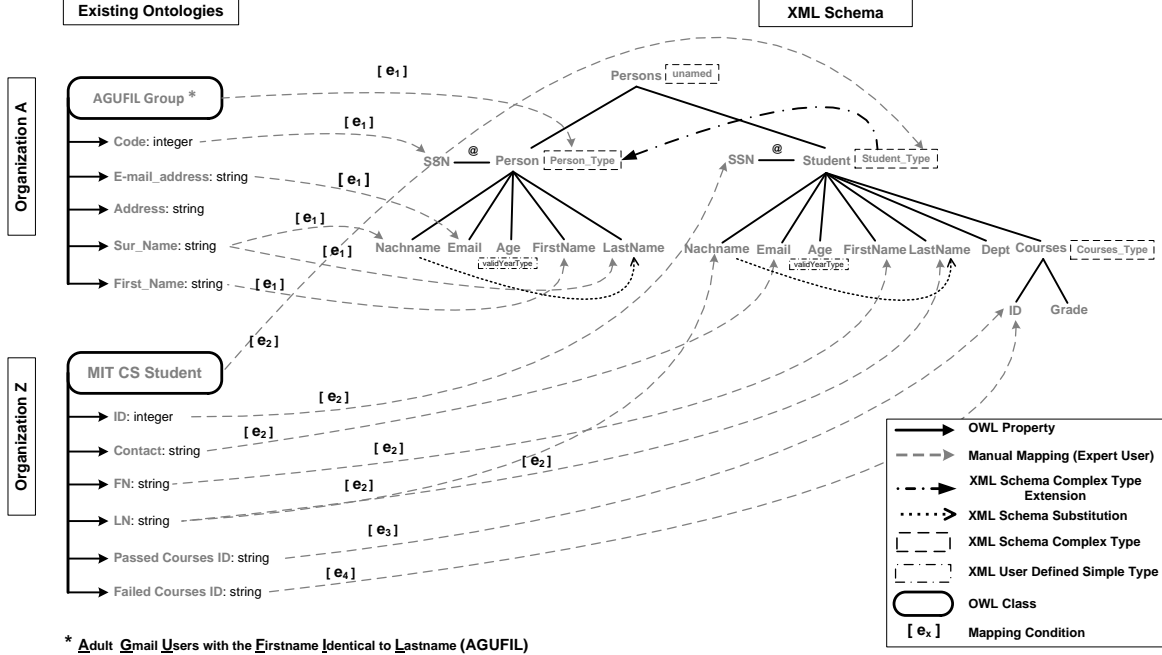 Existing Ontologies
XML Schema
Organization A
AGUFIL Group *
Code: integer
E-mail_address: string
Address: string
Sur_Name: string
First_Name: string
[ e1 ]
[ e1 ]
[ e1 ]
[ e1 ]
[ e1 ]
[ e1 ]
[ e2 ]
Persons unamed
SSN @ Person Person_Type
SSN @ Student Student_Type
Nachname Email Age FirstName LastName
validYearType
Nachname Email Age FirstName LastName Dept Courses Courses_Type
validYearType
ID Grade
Organization Z
MIT CS Student
ID: integer
Contact: string
FN: string
LN: string
Passed Courses ID: string
Failed Courses ID: string
[ e2 ]
[ e2 ]
[ e2 ]
[ e2 ]
[ e2 ]
[ e3 ]
[ e4 ]
OWL Property
Manual Mapping (Expert User)
XML Schema Complex Type
Extension
XML Schema Substitution
XML Schema Complex Type
XML User Defined Simple Type
OWL Class
[ ex ] Mapping Condition
* Adult Gmail Users with the Firstname Identical to Lastname (AGUFIL)